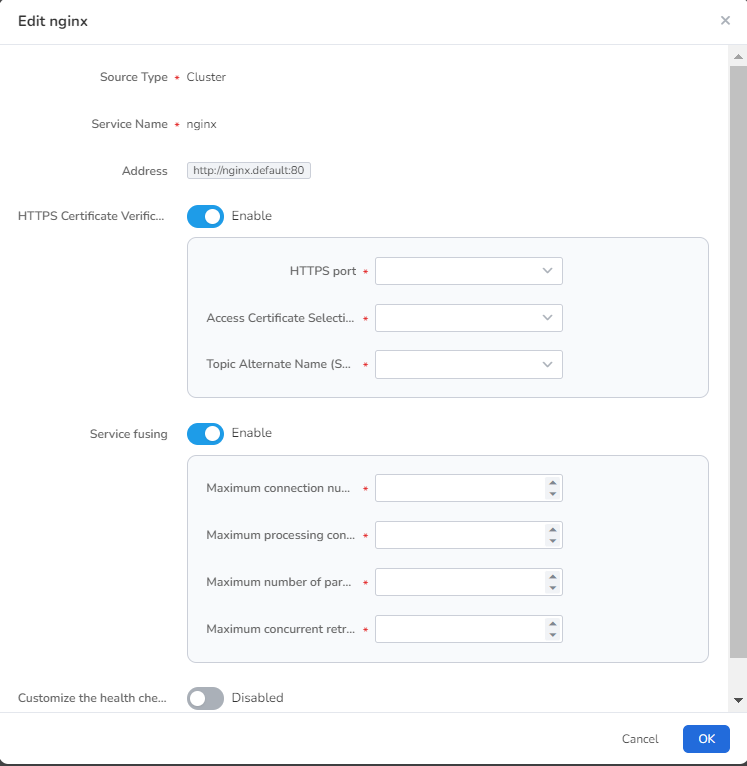 Edit nginx
Source Type * Cluster
Service Name * nginx
Address http://nginx.default:80
HTTPS Certificate Verific... Enable
HTTPS port *
Access Certificate Selecti... *
Topic Alternate Name (S... *
Service fusing Enable
Maximum connection nu... *
Maximum processing con... *
Maximum number of par... *
Maximum concurrent retr... *
Customize the health che... Disabled
Cancel OK